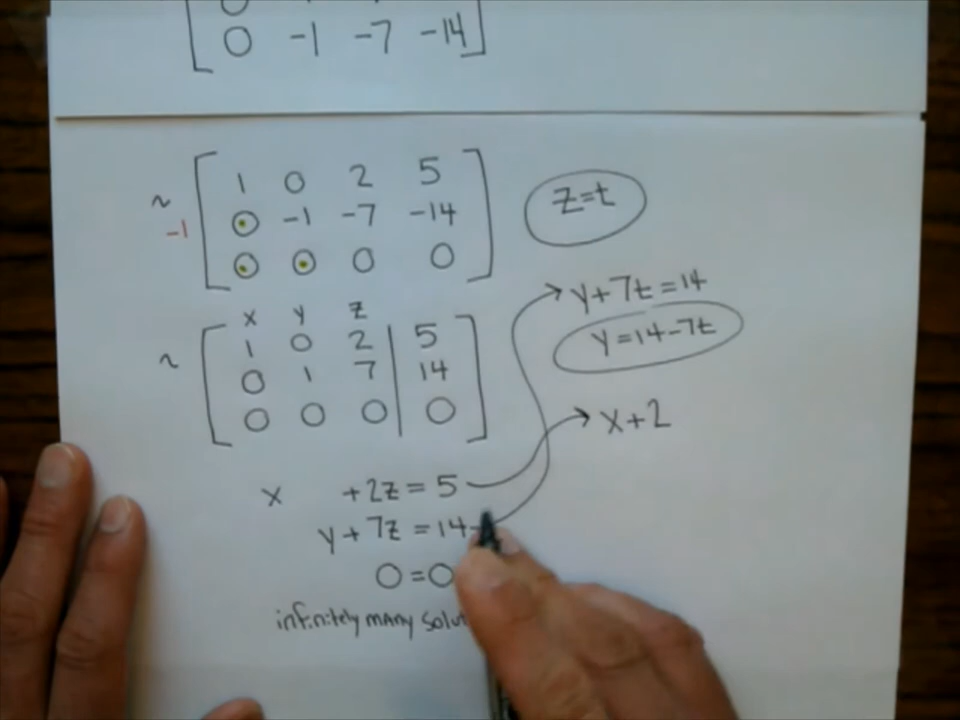 0
0 -1 -7 -14
~ 1 0 2 5
-1 0 -1 -7 -14
0 0 0 0
z=t
x y z
~ 1 0 2 5
0 1 7 14
0 0 0 0
y+7t=14
y=14-7t
x+2
x +2z=5
y+7z=14
0=0
infinitely many